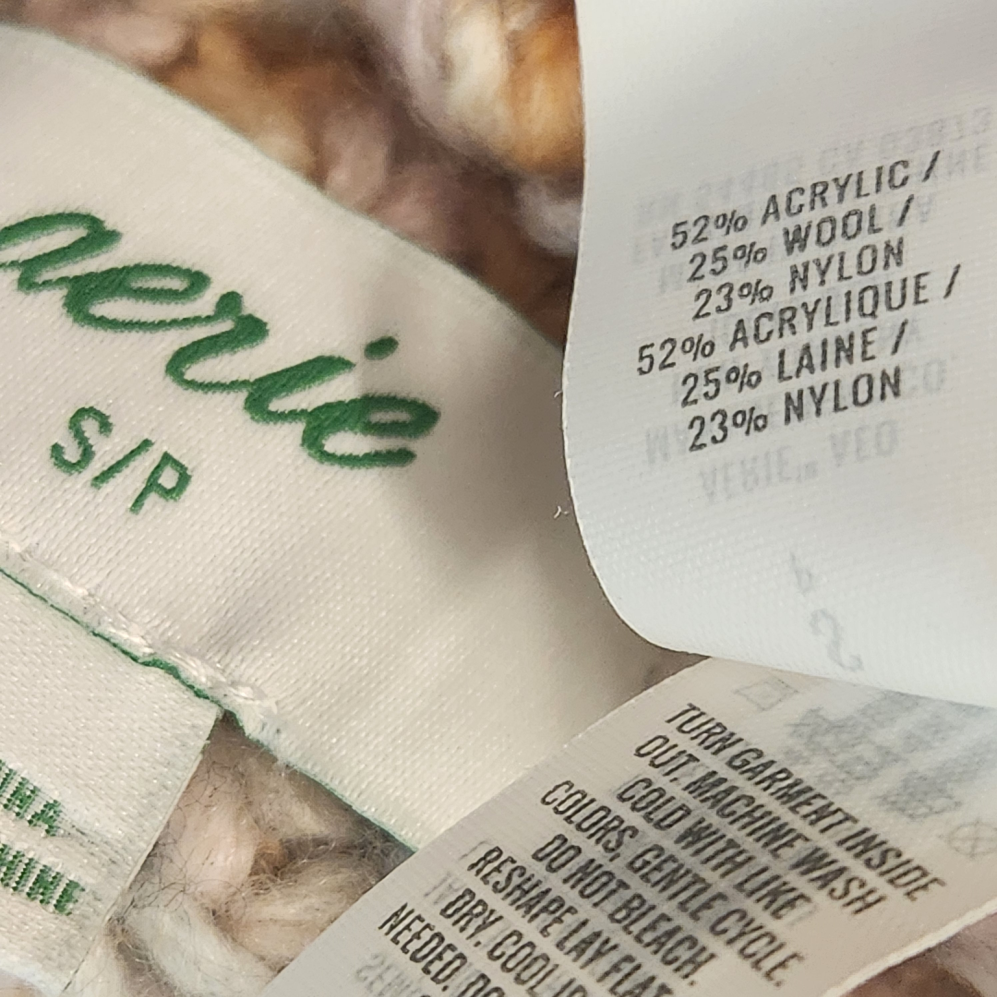 aerie
S/P
52% ACRYLIC /
25% WOOL /
23% NYLON
52% ACRYLIQUE /
25% LAINE /
23% NYLON
TURN GARMENT INSIDE
OUT. MACHINE WASH
COLD WITH LIKE
COLORS, GENTLE CYCLE.
DO NOT BLEACH.
RESHAPE LAY FLAT
DRY. COOL
NEEDED.